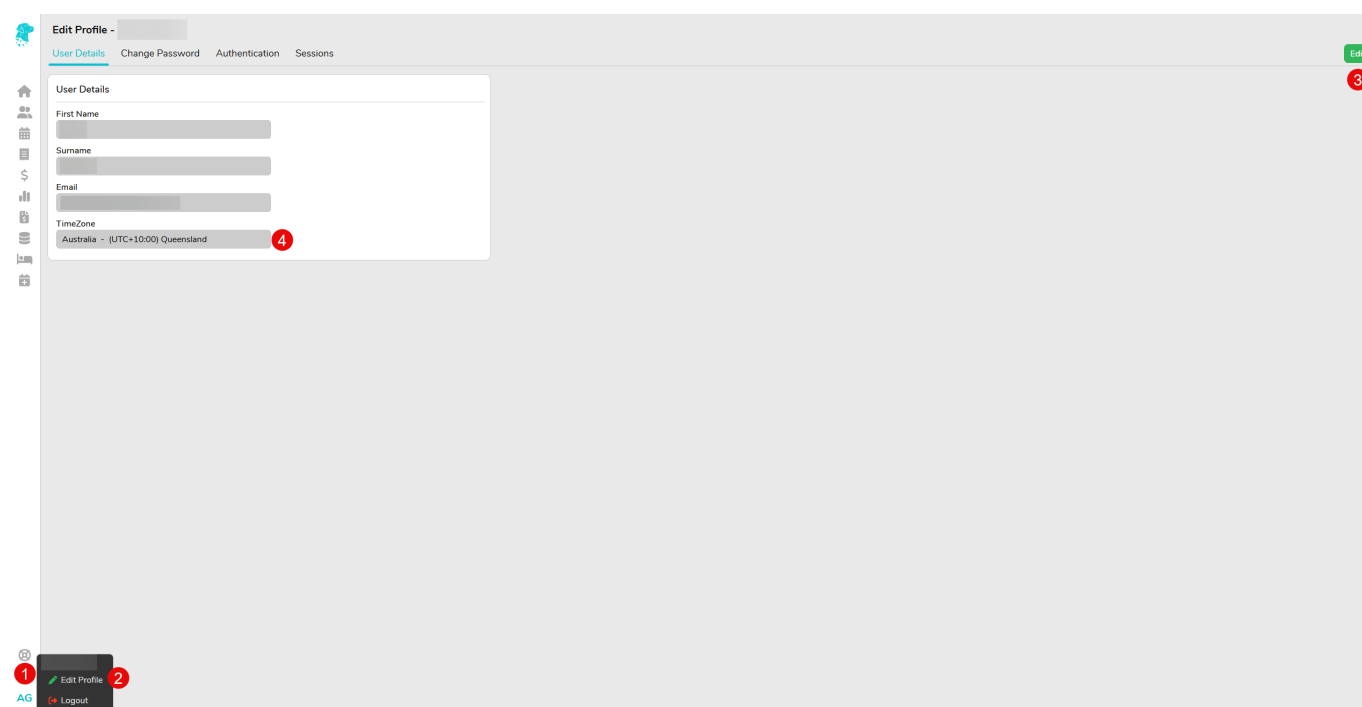 Edit Profile -
User Details Change Password Authentication Sessions
3
User Details
First Name
Surname
Email
TimeZone
Australia - (UTC+10:00) Queensland 4
1
Edit Profile 2
AG Logout